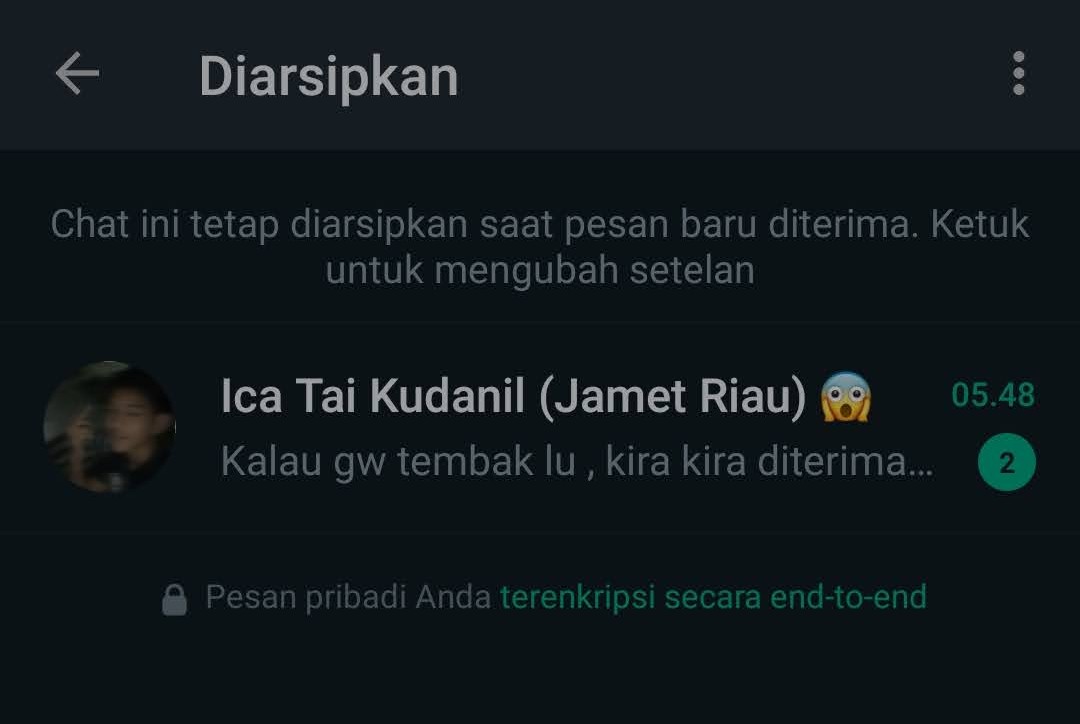 Diarsipkan
Chat ini tetap diarsipkan saat pesan baru diterima. Ketuk
untuk mengubah setelan
Ica Tai Kudanil (Jamet Riau) 😱 05.48
Kalau gw tembak lu , kira kira diterima... 2
Pesan pribadi Anda terenkripsi secara end-to-end